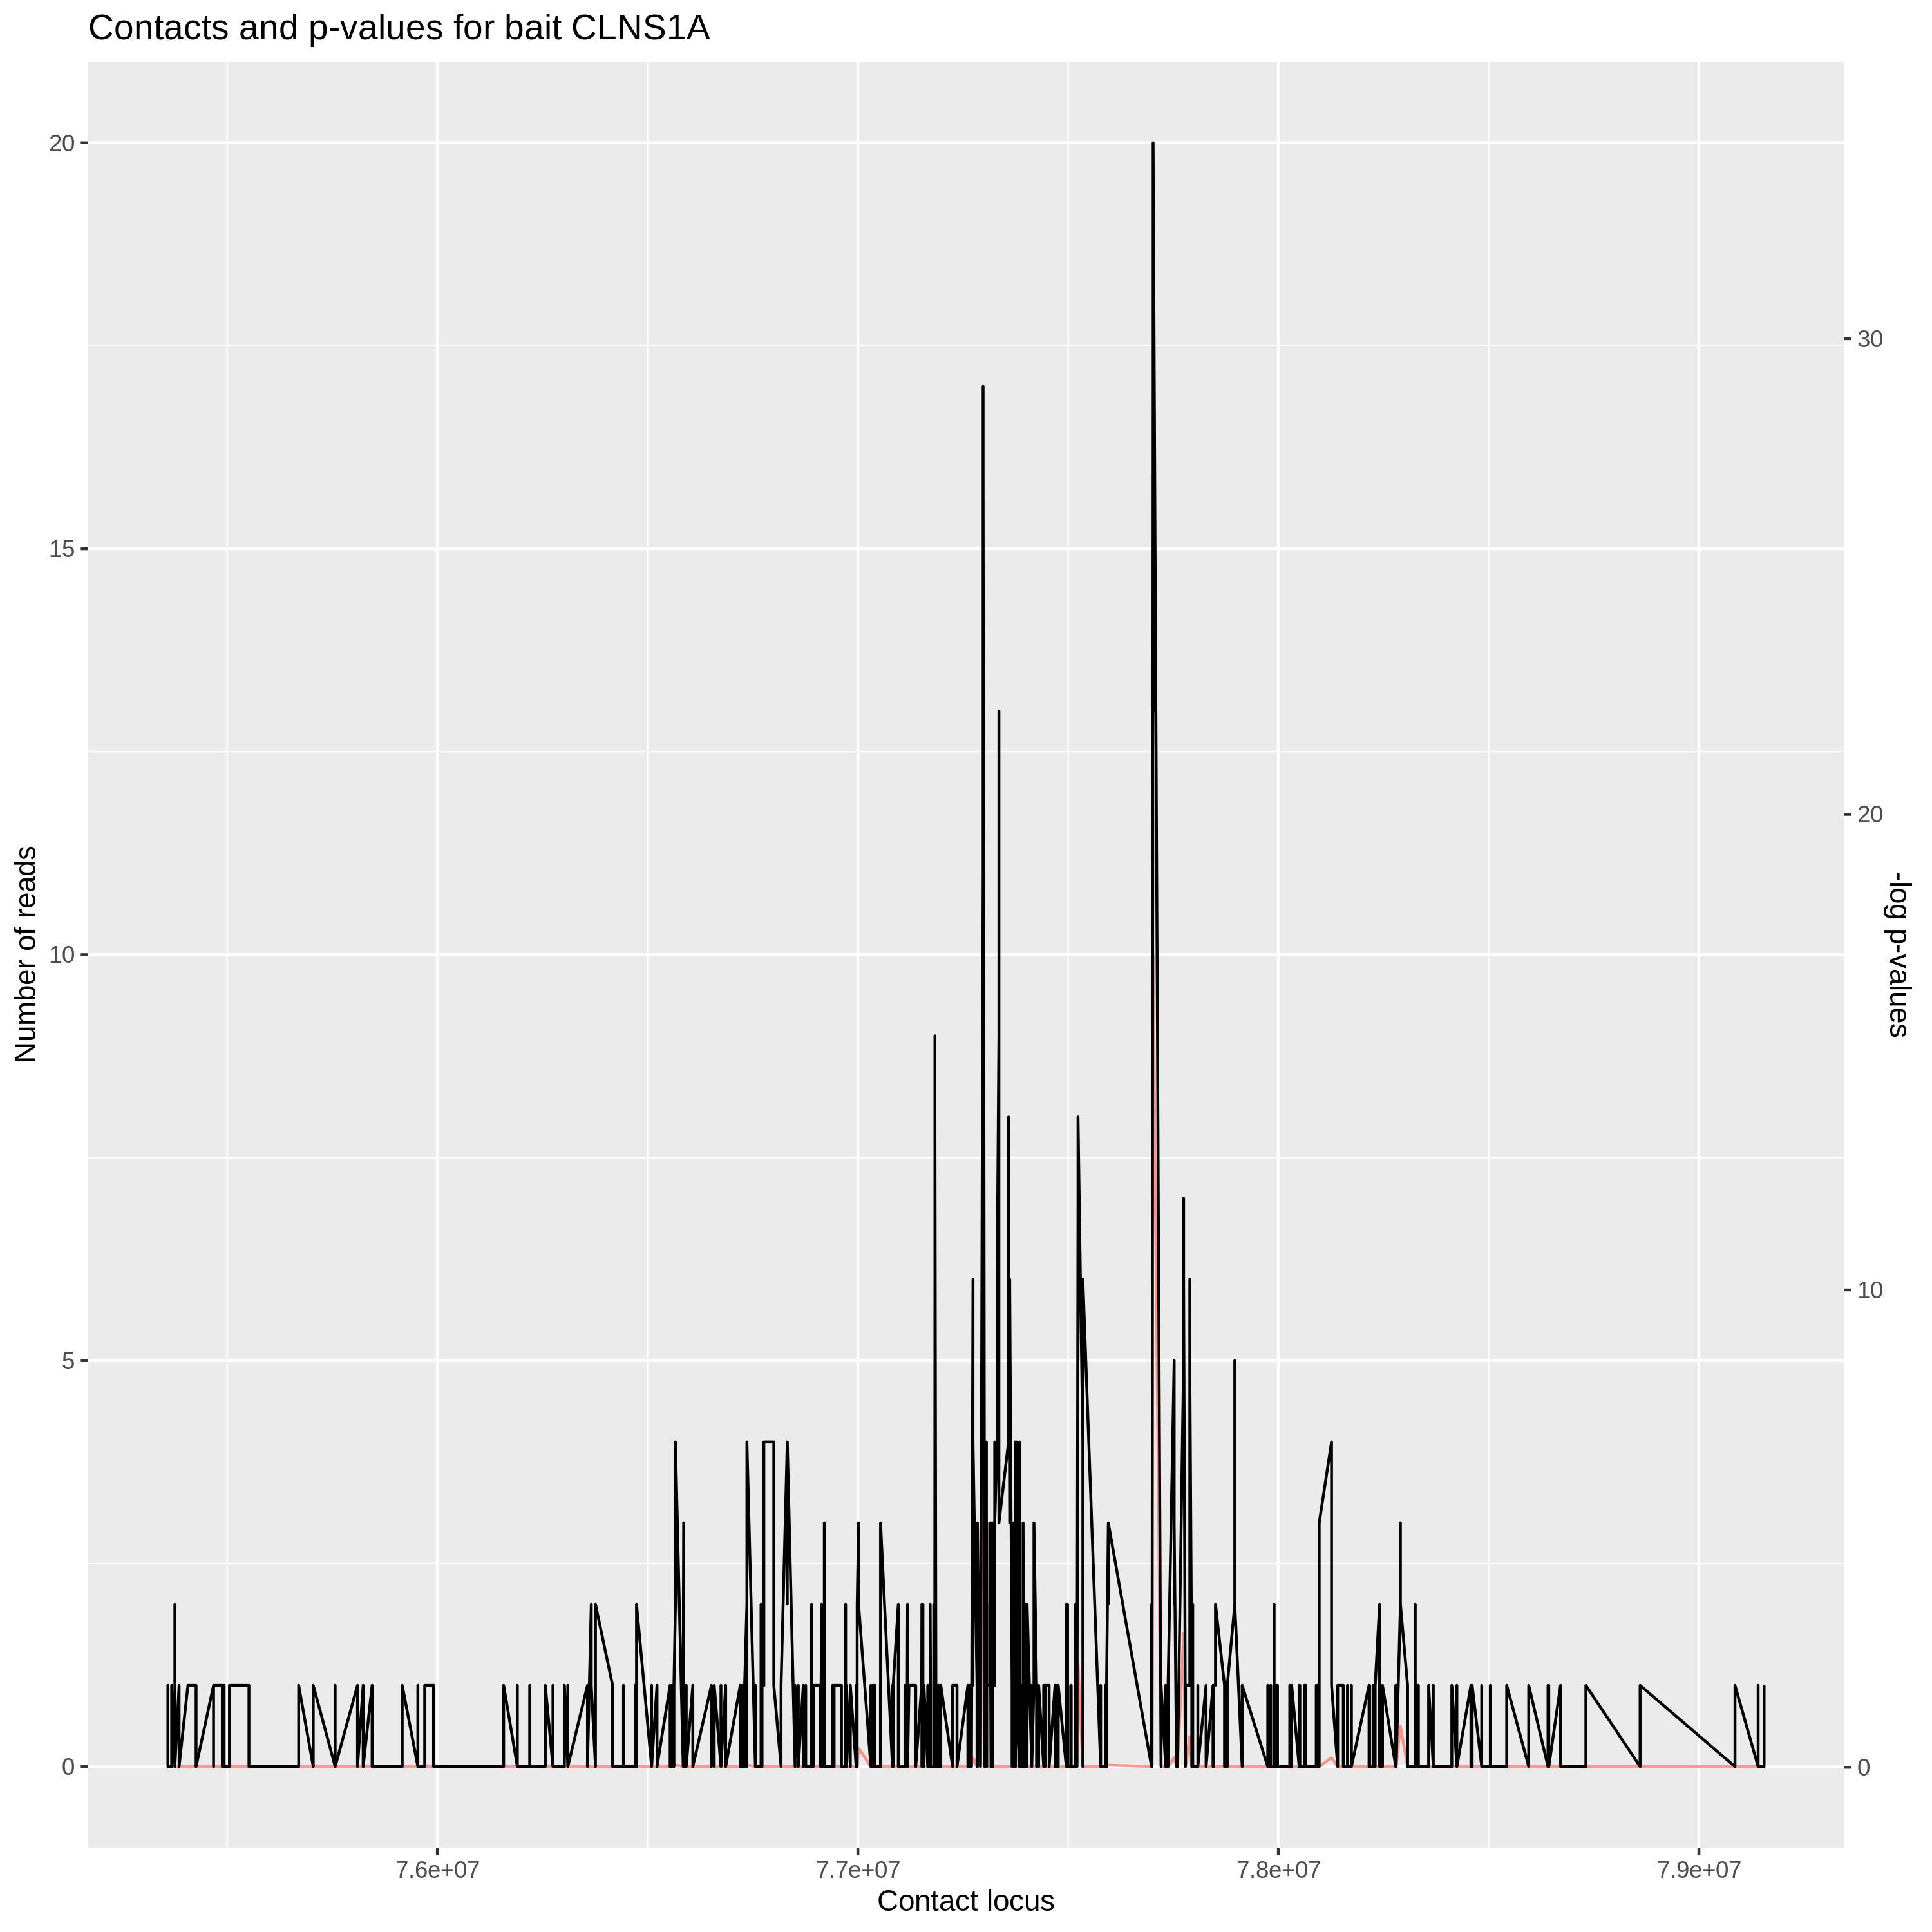 Contacts and p-values for bait CLNS1A
20
15
10
5
0
Number of reads
30
20
10
0
-log p-values
7.6e+07
7.7e+07
7.8e+07
7.9e+07
Contact locus